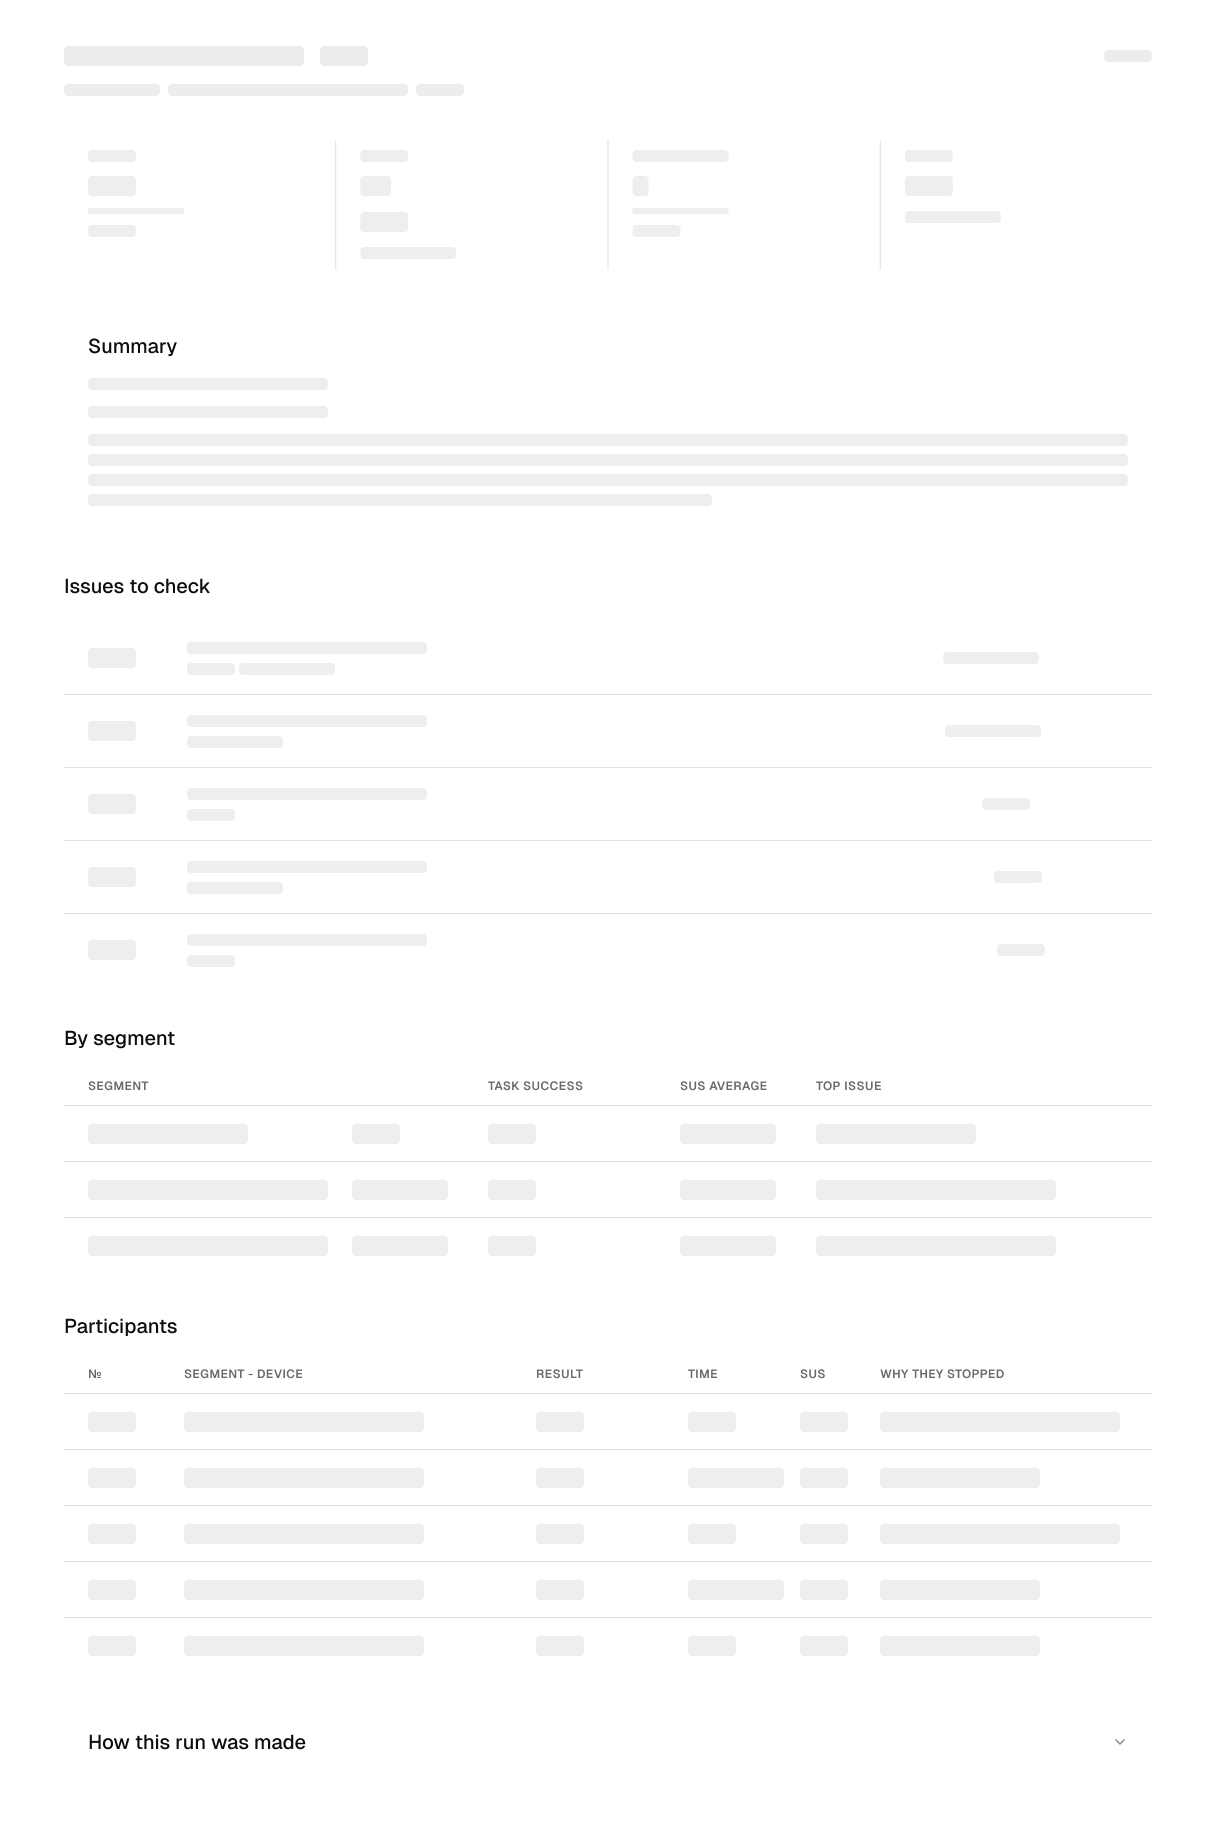 Summary
Issues to check
By segment
SEGMENT TASK SUCCESS SUS AVERAGE TOP ISSUE
Participants
№ SEGMENT - DEVICE RESULT TIME SUS WHY THEY STOPPED
How this run was made